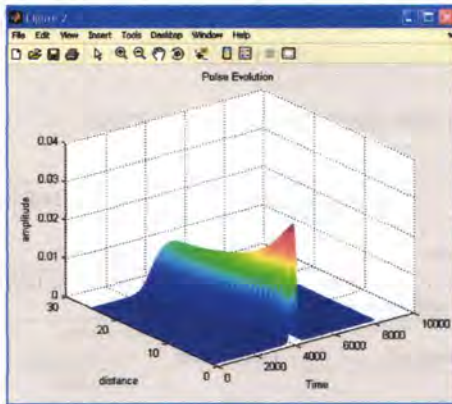 Figure 2
File Edit View Insert Tools Desktop Window Help
Pulse Evolution
0.04
0.03
0.02
0.01
0
amplitude
30
20
10
0
distance
0
2000
4000
6000
8000
10000
Time